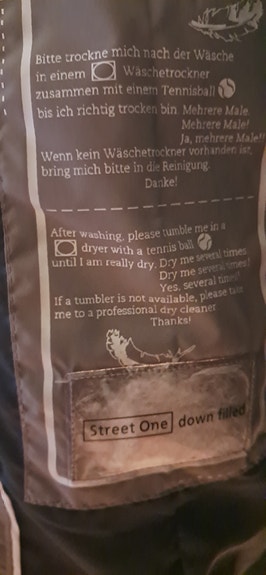 Bitte trockne mich nach der Wäsche
in einem Wäschetrockner
zusammen mit einem Tennisball
bis ich richtig trocken bin. Mehrere Male.
Mehrere Male!
Ja, mehrere Male!!
Wenn kein Wäschetrockner vorhanden ist,
bring mich bitte in die Reinigung.
Danke!
After washing, please tumble me in a
dryer with a tennis ball
until I am really dry. Dry me several times.
Dry me several times!
Yes, several times!!
If a tumbler is not available, please take
me to a professional dry cleaner.
Thanks!
Street One down filled